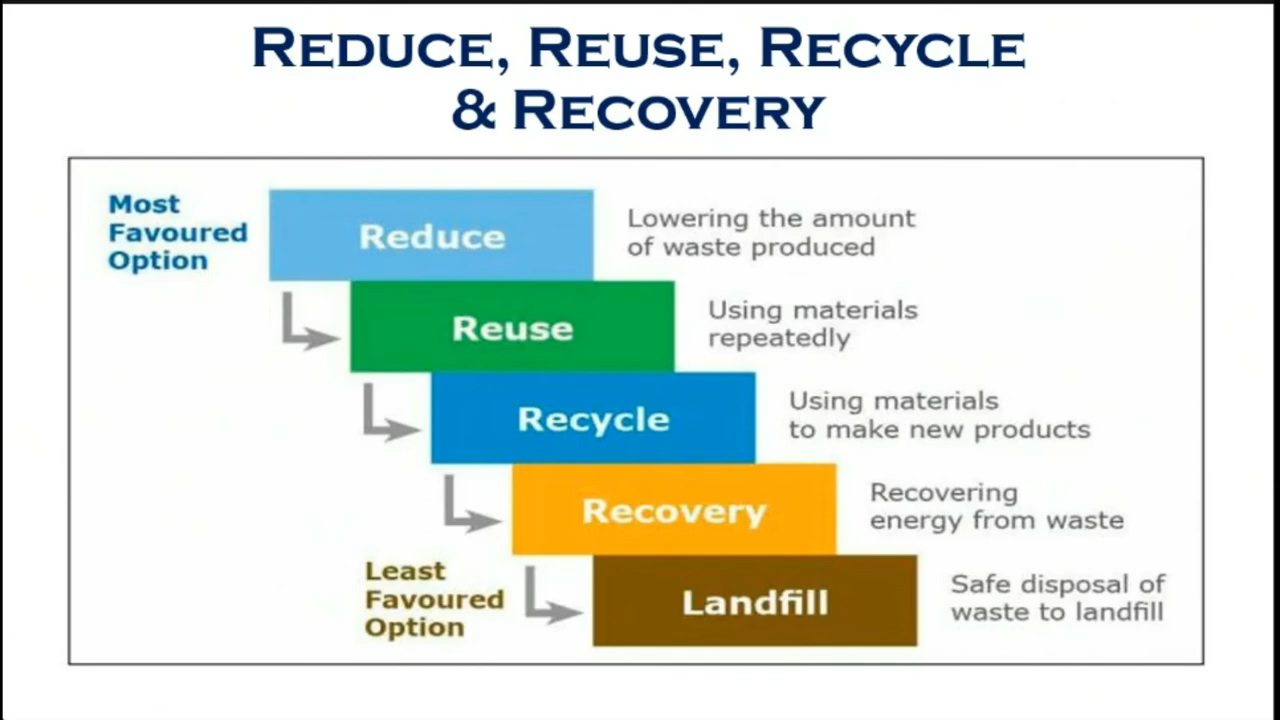 REDUCE, REUSE, RECYCLE
& RECOVERY
Most
Favoured
Option
Reduce
Lowering the amount
of waste produced
Reuse
Using materials
repeatedly
Recycle
Using materials
to make new products
Recovery
Recovering
energy from waste
Least
Favoured
Option
Landfill
Safe disposal of
waste to landfill